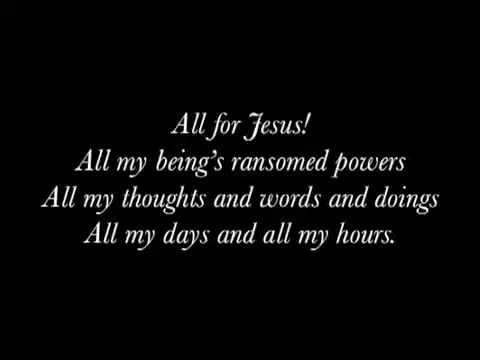 All for Jesus!
All my being's ransomed powers
All my thoughts and words and doings
All my days and all my hours.